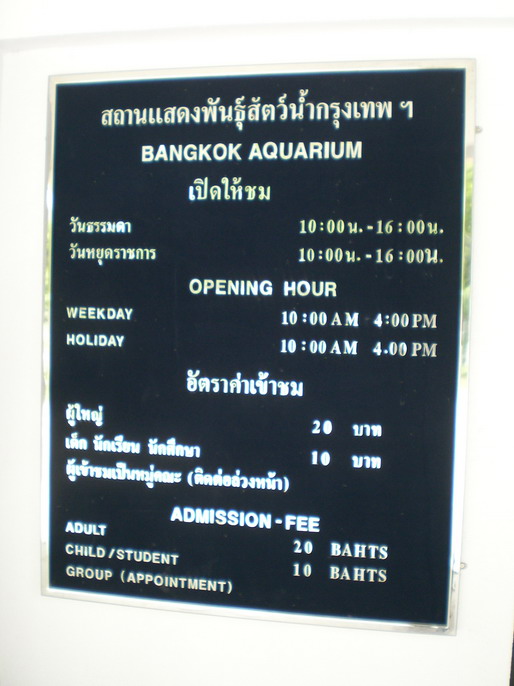 สถานแสดงพันธุ์สัตว์น้ำกรุงเทพ ฯ
BANGKOK AQUARIUM
เปิดให้ชม
วันธรรมดา 10:00น.-16:00น.
วันหยุดราชการ 10:00น.-16:00น.
OPENING HOUR
WEEKDAY 10:00 AM 4:00 PM
HOLIDAY 10:00 AM 4.00 PM
อัตราค่าเข้าชม
ผู้ใหญ่ 20 บาท
เด็ก นักเรียน นักศึกษา 10 บาท
ผู้เข้าชมเป็นหมู่คณะ (ติดต่อล่วงหน้า)
ADMISSION-FEE
ADULT 20 BAHTS
CHILD/STUDENT 10 BAHTS
GROUP (APPOINTMENT)